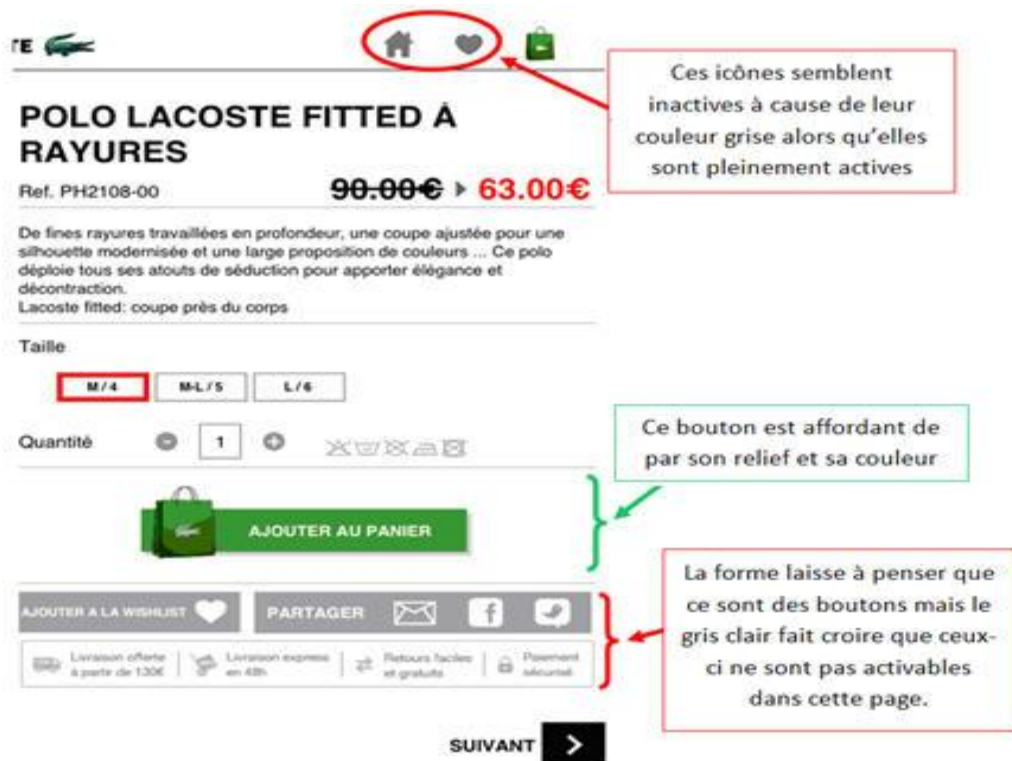 TE
Ces icônes semblent
inactives à cause de leur
couleur grise alors qu'elles
sont pleinement actives
POLO LACOSTE FITTED À
RAYURES
Ref. PH2108-00
90.00€ 63.00€
De fines rayures travaillées en profondeur, une coupe ajustée pour une
silhouette modernisée et une large proposition de couleurs ... Ce polo
déploie tous ses atouts de séduction pour apporter élégance et
décontraction.
Lacoste fitted: coupe près du corps
Taille
M / 4
M-L / 5
L / 6
Quantité
1
Ce bouton est affordant de
par son relief et sa couleur
AJOUTER AU PANIER
La forme laisse à penser que
ce sont des boutons mais le
gris clair fait croire que ceux-
ci ne sont pas activables
dans cette page.
AJOUTER A LA WISHLIST
PARTAGER
f
Livraison offerte
à partir de 130€
Livraison express
en 48h
Retours faciles
et gratuits
Paiement
sécurisé
SUIVANT >